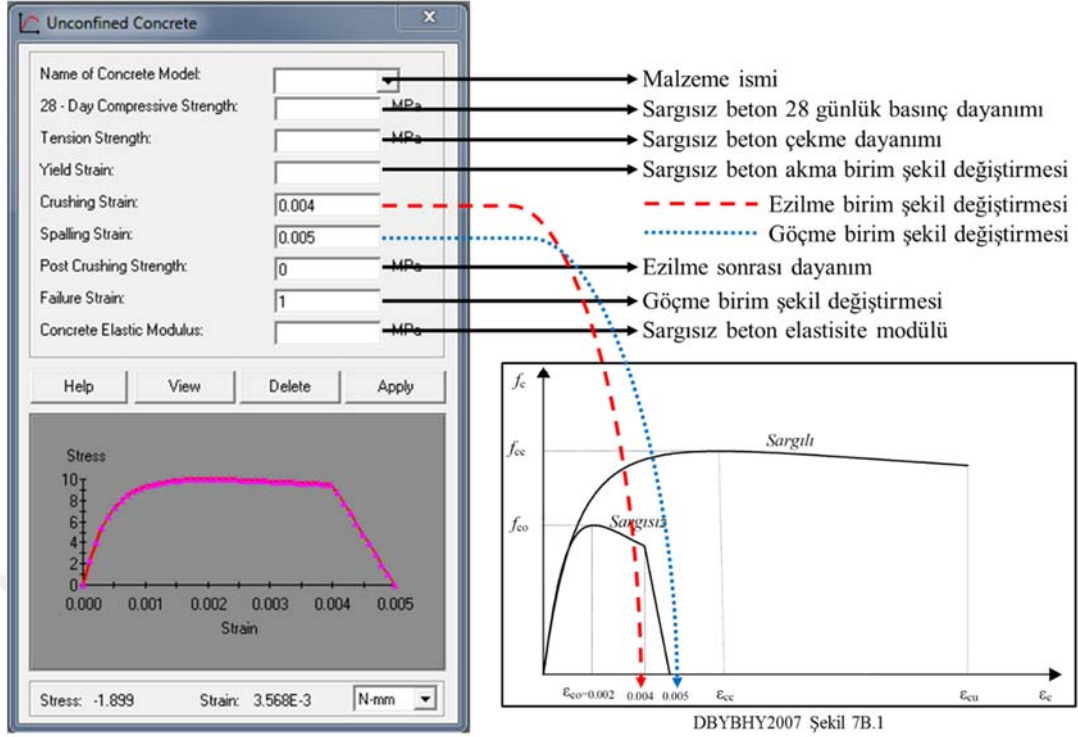 Unconfined Concrete
x
Name of Concrete Model:
28 - Day Compressive Strength: MPa
Tension Strength: MPa
Yield Strain:
Crushing Strain: 0.004
Spalling Strain: 0.005
Post Crushing Strength: 0 MPa
Failure Strain: 1
Concrete Elastic Modulus: MPa
Malzeme ismi
Sargısız beton 28 günlük basınç dayanımı
Sargısız beton çekme dayanımı
Sargısız beton akma birim şekil değiştirmesi
Ezilme birim şekil değiştirmesi
Göçme birim şekil değiştirmesi
Ezilme sonrası dayanım
Göçme birim şekil değiştirmesi
Sargısız beton elastisite modülü
Help View Delete Apply
Stress
10
8
6
4
2
0
0.000 0.001 0.002 0.003 0.004 0.005
Strain
Stress: -1.899 Strain: 3.568E-3 N-mm
fc
fcc
Sargılı
fco
Sargısız
εco=0.002 0.004 0.005 εcc εcu εc
DBYBHY2007 Şekil 7B.1